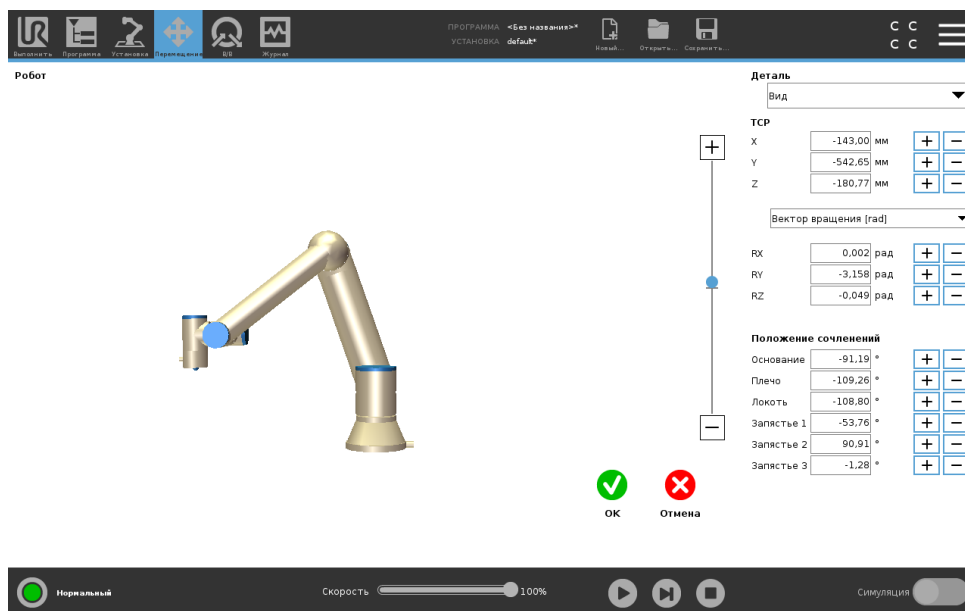 ПРОГРАММА <Без названия>*
УСТАНОВКА default*
C C
C C
Выполнить Программа Установка Перемещение В/В Журнал Новый... Открыть... Сохранить...
Робот
Деталь
Вид
TCP
X -143,00 мм + −
Y -542,65 мм + −
Z -180,77 мм + −
Вектор вращения [rad]
RX 0,002 рад + −
RY -3,158 рад + −
RZ -0,049 рад + −
Положение сочленений
Основание -91,19 ° + −
Плечо -109,26 ° + −
Локоть -108,80 ° + −
Запястье 1 -53,76 ° + −
Запястье 2 90,91 ° + −
Запястье 3 -1,28 ° + −
OK Отмена
Нормальный Скорость 100% Симуляция